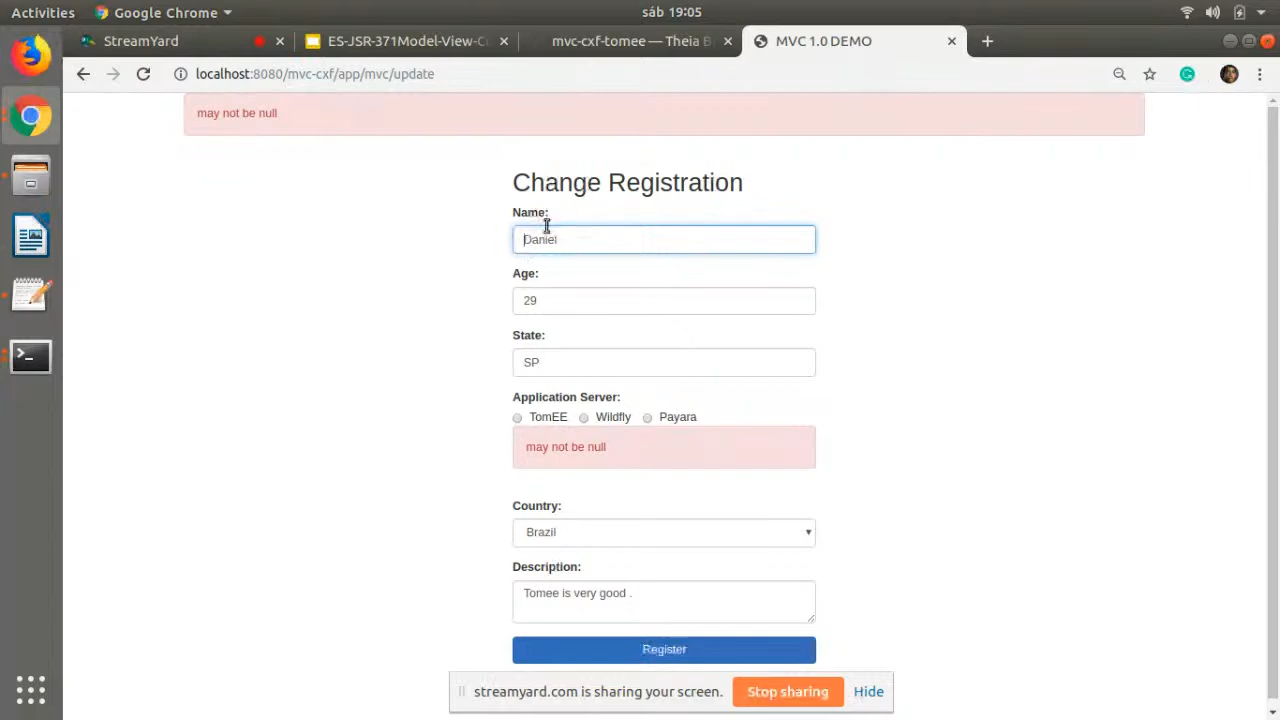 Activities Google Chrome sáb 19:05
StreamYard ES-JSR-371Model-View-C mvc-cxf-tomee — Theia B MVC 1.0 DEMO
localhost:8080/mvc-cxf/app/mvc/update
may not be null
Change Registration
Name:
Daniel
Age:
29
State:
SP
Application Server:
TomEE Wildfly Payara
may not be null
Country:
Brazil
Description:
Tomee is very good .
Register
streamyard.com is sharing your screen. Stop sharing Hide